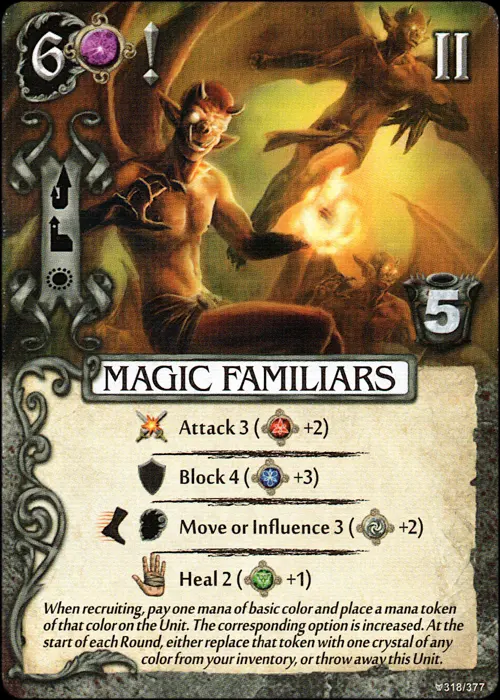 6 !
II
5
MAGIC FAMILIARS
Attack 3 ( +2)
Block 4 ( +3)
Move or Influence 3 ( +2)
Heal 2 ( +1)
When recruiting, pay one mana of basic color and place a mana token
of that color on the Unit. The corresponding option is increased. At the
start of each Round, either replace that token with one crystal of any
color from your inventory, or throw away this Unit.
318/377